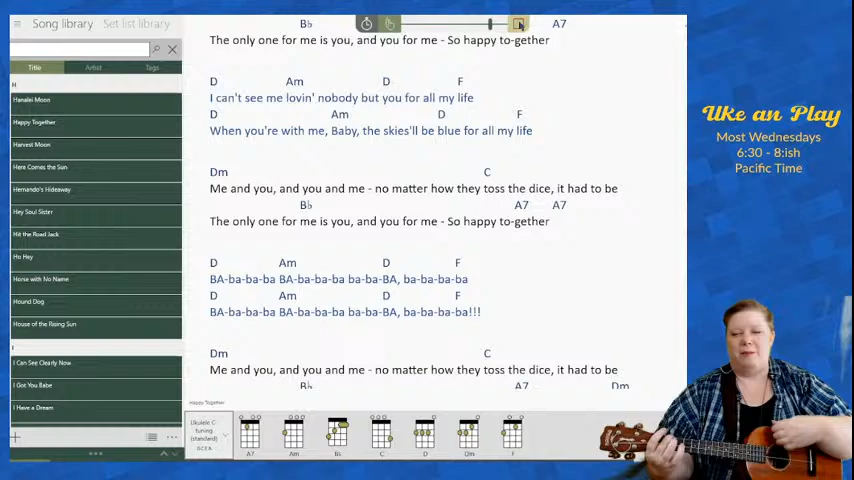 Song library Set list library
Title Artist Tags
H
Hanalei Moon
Happy Together
Harvest Moon
Here Comes the Sun
Hernando's Hideaway
Hey Soul Sister
Hit the Road Jack
Ho Hey
Horse with No Name
Hound Dog
House of the Rising Sun
I
I Can See Clearly Now
I Got You Babe
I Have a Dream
Bb A7
The only one for me is you, and you for me - So happy to-gether
D Am D F
I can't see me lovin' nobody but you for all my life
D Am D F
When you're with me, Baby, the skies'll be blue for all my life
Dm C
Me and you, and you and me - no matter how they toss the dice, it had to be
Bb A7 A7
The only one for me is you, and you for me - So happy to-gether
D Am D F
BA-ba-ba-ba BA-ba-ba-ba ba-ba-BA, ba-ba-ba-ba
D Am D F
BA-ba-ba-ba BA-ba-ba-ba ba-ba-BA, ba-ba-ba-ba!!!
Dm C
Me and you, and you and me - no matter how they toss the dice, it had to be
Bb A7 Dm
Happy Together
Ukulele C
tuning
(standard)
G C E A
A7 Am Bb C D Dm F
Uke an Play
Most Wednesdays
6:30 - 8:ish
Pacific Time